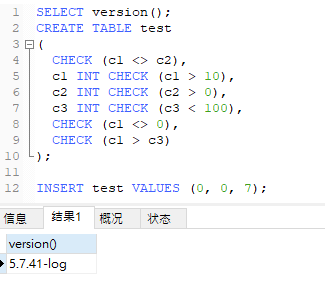 1 SELECT version();
2 CREATE TABLE test
3 (
4 CHECK (c1 <> c2),
5 c1 INT CHECK (c1 > 10),
6 c2 INT CHECK (c2 > 0),
7 c3 INT CHECK (c3 < 100),
8 CHECK (c1 <> 0),
9 CHECK (c1 > c3)
10 );
11
12 INSERT test VALUES (0, 0, 7);
信息 结果1 概况 状态
version()
5.7.41-log